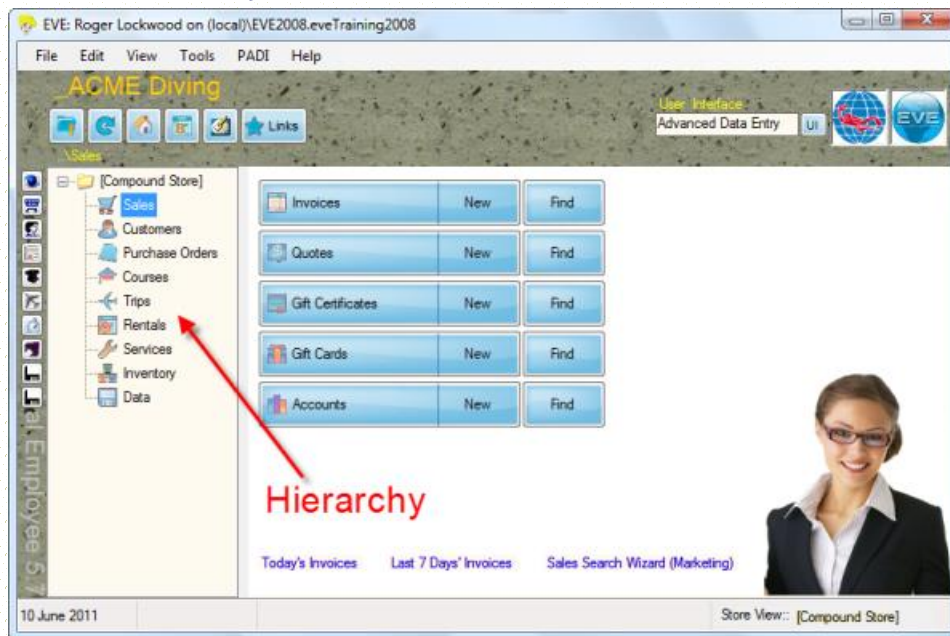 EVE: Roger Lockwood on (local)\EVE2008.eveTraining2008
File Edit View Tools PADI Help
_ACME Diving
Links
User Interface
Advanced Data Entry UI
EVE
\Sales
[Compound Store]
Sales
Customers
Purchase Orders
Courses
Trips
Rentals
Services
Inventory
Data
Invoices New Find
Quotes New Find
Gift Certificates New Find
Gift Cards New Find
Accounts New Find
Hierarchy
Today's Invoices Last 7 Days' Invoices Sales Search Wizard (Marketing)
Employee 5.7
10 June 2011
Store View:: [Compound Store]